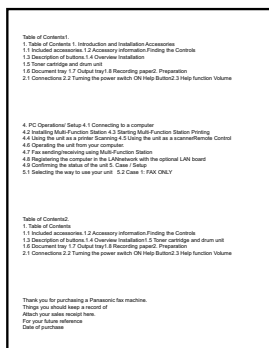 Table of Contents1.
1. Table of Contents 1. Introduction and Installation Accessories
1.1 Included accessories.1.2 Accessory information.Finding the Controls
1.3 Description of buttons.1.4 Overview Installation
1.5 Toner cartridge and drum unit
1.6 Document tray 1.7 Output tray1.8 Recording paper2. Preparation
2.1 Connections 2.2 Turning the power switch ON Help Button2.3 Help function Volume
4. PC Operations/ Setup 4.1 Connecting to a computer
4.2 Installing Multi-Function Station 4.3 Starting Multi-Function Station Printing
4.4 Using the unit as a printer Scanning 4.5 Using the unit as a scannerRemote Control
4.6 Operating the unit from your computer.
4.7 Fax sending/receiving using Multi-Function Station
4.8 Registering the computer in the LANnetwork with the optional LAN board
4.9 Confirming the status of the unit 5. Case / Setup
5.1 Selecting the way to use your unit 5.2 Case 1: FAX ONLY
Table of Contents2.
1. Table of Contents
1.1 Included accessories.1.2 Accessory information.Finding the Controls
1.3 Description of buttons.1.4 Overview Installation1.5 Toner cartridge and drum unit
1.6 Document tray 1.7 Output tray1.8 Recording paper2. Preparation
2.1 Connections 2.2 Turning the power switch ON Help Button2.3 Help function Volume
Thank you for purchasing a Panasonic fax machine.
Things you should keep a record of
Attach your sales receipt here.
For your future reference
Date of purchase